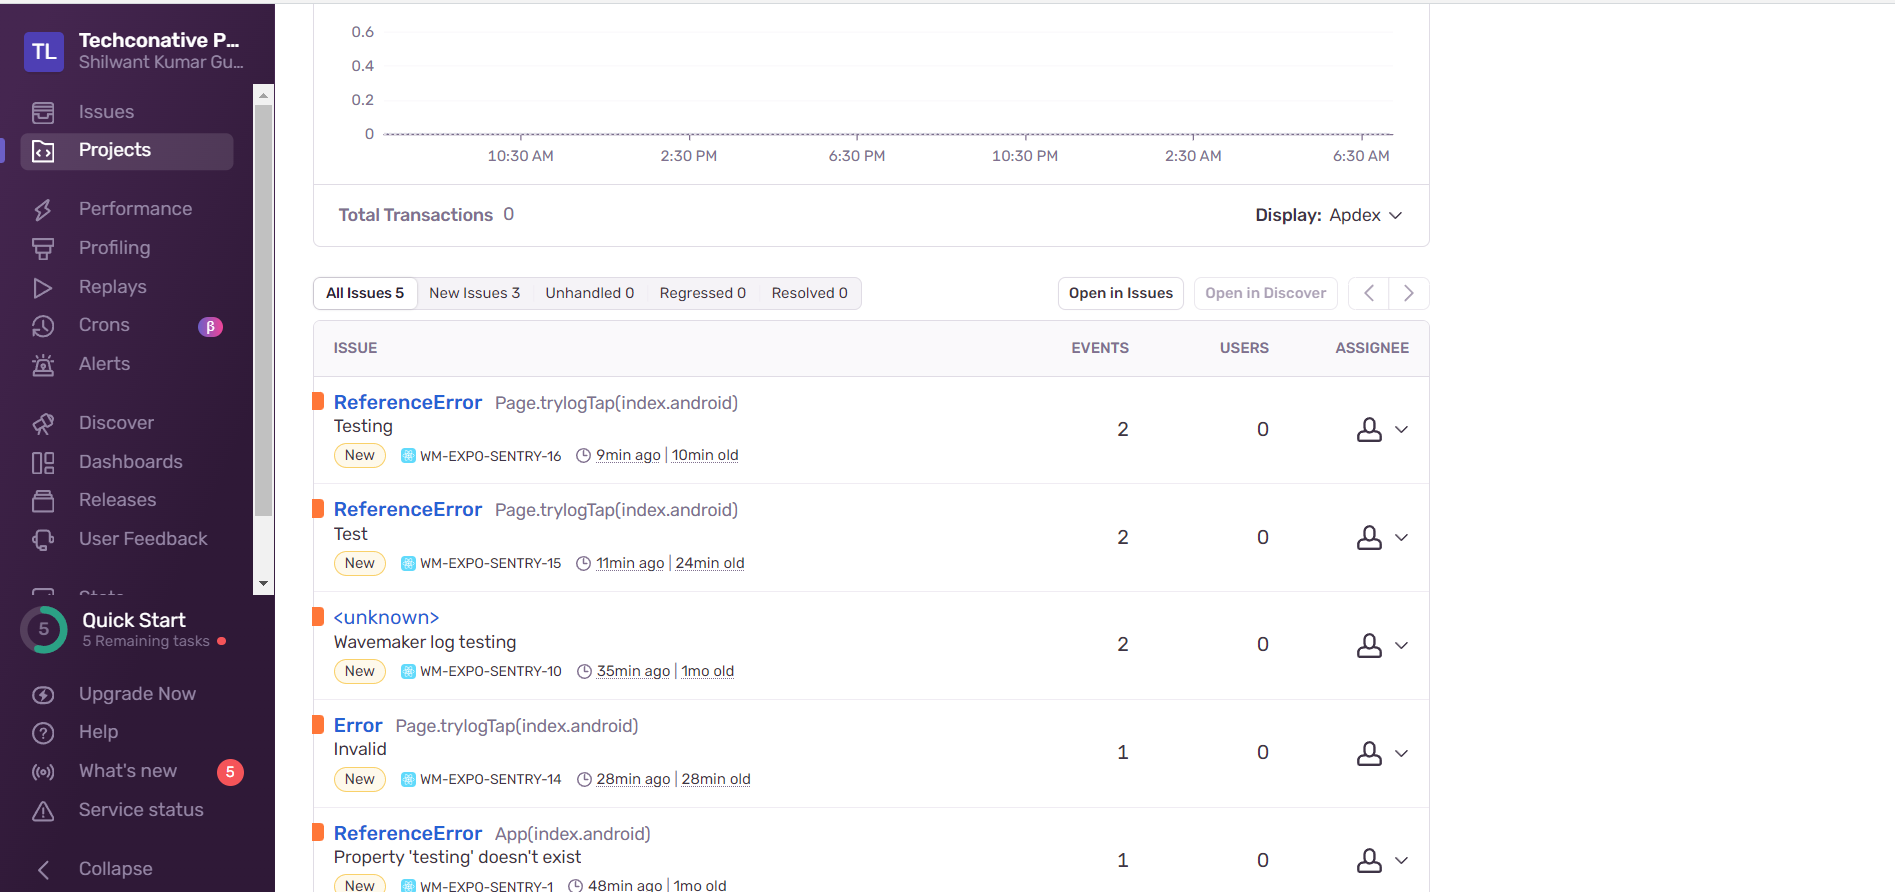 TL
Techconative P...
Shilwant Kumar Gu...
Issues
Projects
Performance
Profiling
Replays
Crons β
Alerts
Discover
Dashboards
Releases
User Feedback
Stats
5
Quick Start
5 Remaining tasks
Upgrade Now
Help
What's new 5
Service status
Collapse
0.6
0.4
0.2
0
10:30 AM 2:30 PM 6:30 PM 10:30 PM 2:30 AM 6:30 AM
Total Transactions 0 Display: Apdex
All Issues 5 New Issues 3 Unhandled 0 Regressed 0 Resolved 0 Open in Issues Open in Discover
ISSUE EVENTS USERS ASSIGNEE
ReferenceError Page.trylogTap(index.android)
Testing
2 0
New WM-EXPO-SENTRY-16 9min ago | 10min old
ReferenceError Page.trylogTap(index.android)
Test
2 0
New WM-EXPO-SENTRY-15 11min ago | 24min old
<unknown>
Wavemaker log testing
2 0
New WM-EXPO-SENTRY-10 35min ago | 1mo old
Error Page.trylogTap(index.android)
Invalid
1 0
New WM-EXPO-SENTRY-14 28min ago | 28min old
ReferenceError App(index.android)
Property 'testing' doesn't exist
1 0
New WM-EXPO-SENTRY-1 48min ago | 1mo old